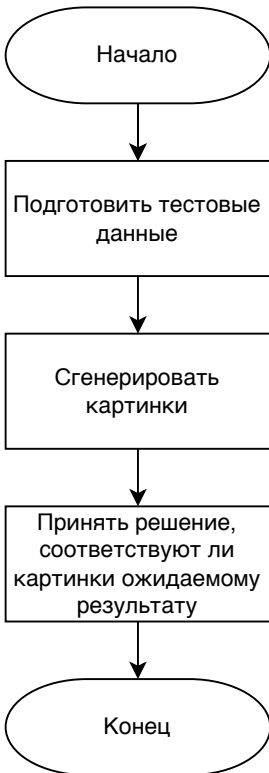 Начало
Подготовить тестовые
данные
Сгенерировать
картинки
Принять решение,
соответствуют ли
картинки ожидаемому
результату
Конец